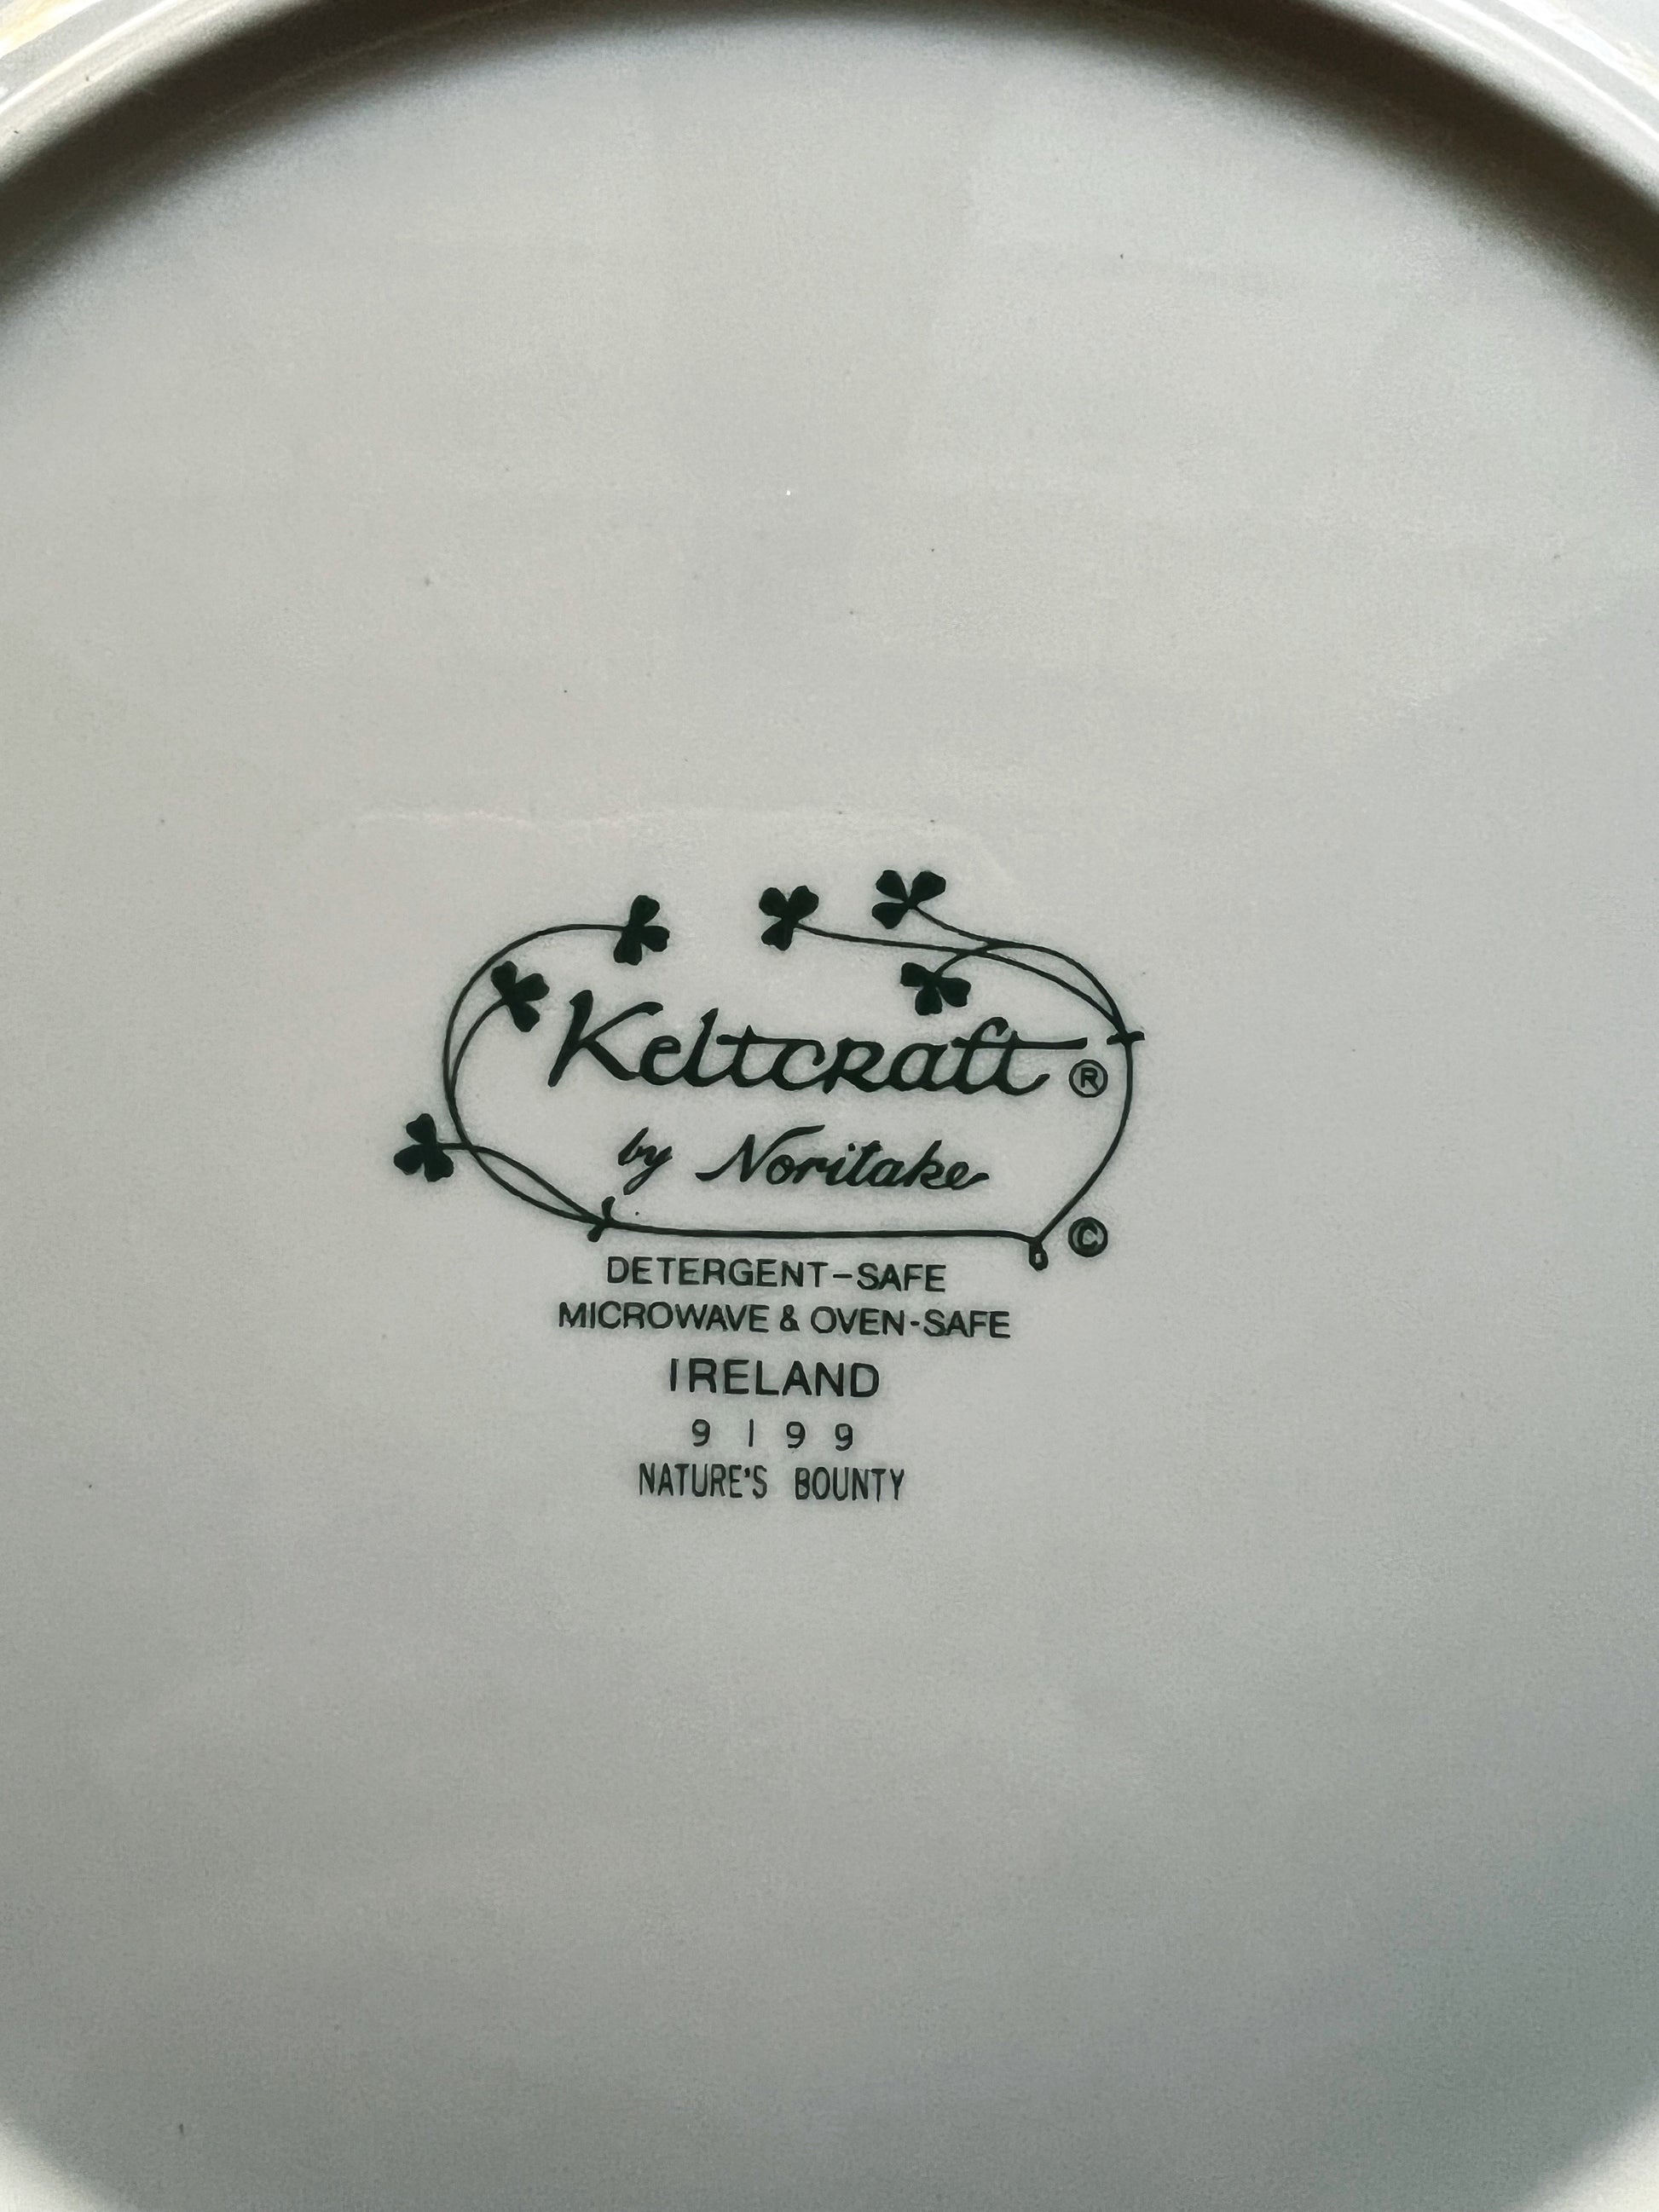 Keltcraft ®
by Noritake
©
DETERGENT-SAFE
MICROWAVE & OVEN-SAFE
IRELAND
9199
NATURE'S BOUNTY